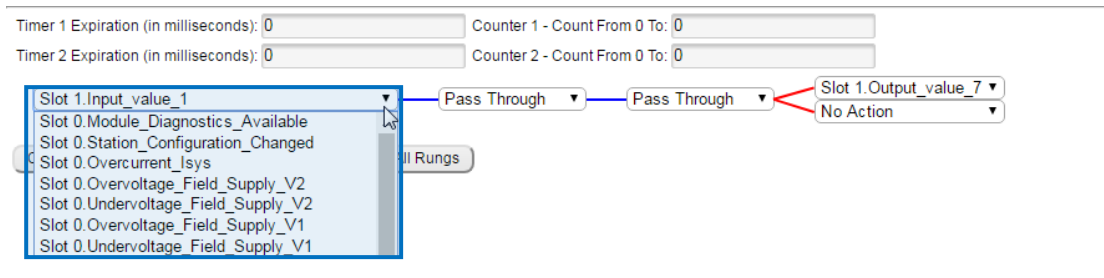 Timer 1 Expiration (in milliseconds): 0 Counter 1 - Count From 0 To: 0
Timer 2 Expiration (in milliseconds): 0 Counter 2 - Count From 0 To: 0
Slot 1.Input_value_1 Pass Through Pass Through Slot 1.Output_value_7
No Action
Slot 0.Module_Diagnostics_Available
Slot 0.Station_Configuration_Changed
Slot 0.Overcurrent_Isys
Rungs
Slot 0.Overvoltage_Field_Supply_V2
Slot 0.Undervoltage_Field_Supply_V2
Slot 0.Overvoltage_Field_Supply_V1
Slot 0.Undervoltage_Field_Supply_V1